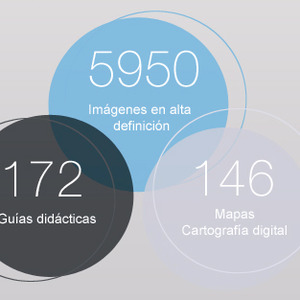 5950
Imágenes en alta
definición
172
Guías didácticas
146
Mapas
Cartografía digital